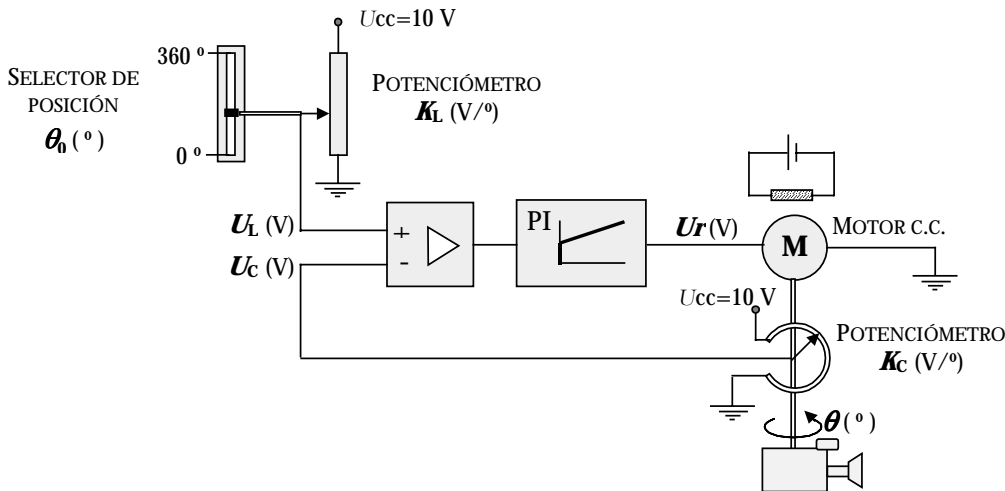 Ucc=10 V
360 º
SELECTOR DE
POSICIÓN
θ0 ( º )
0 º
POTENCIÓMETRO
KL (V/º)
UL (V)
UC (V)
+
-
PI
Ur (V)
M
MOTOR C.C.
Ucc=10 V
POTENCIÓMETRO
KC (V/º)
θ ( º )